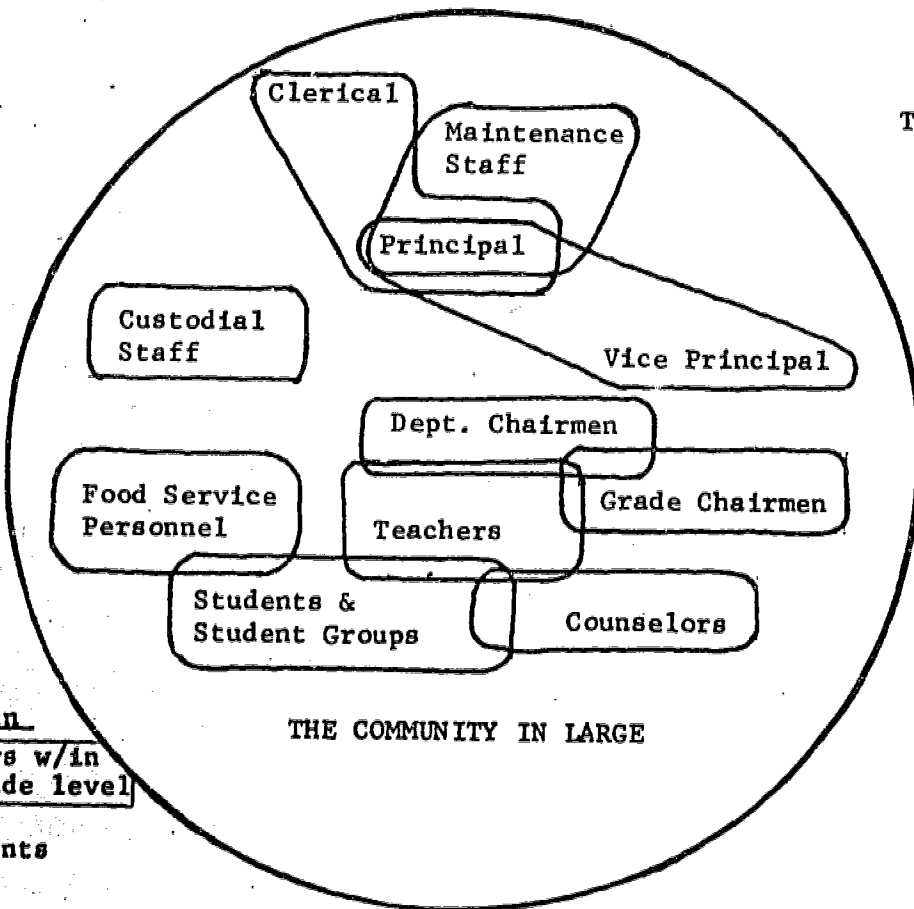 Clerical
T
Maintenance
Staff
Principal
Custodial
Staff
Vice Principal
Dept. Chairmen
Food Service
Personnel
Teachers
Grade Chairmen
Students &
Student Groups
Counselors
THE COMMUNITY IN LARGE
n
s w/in
de level
nts